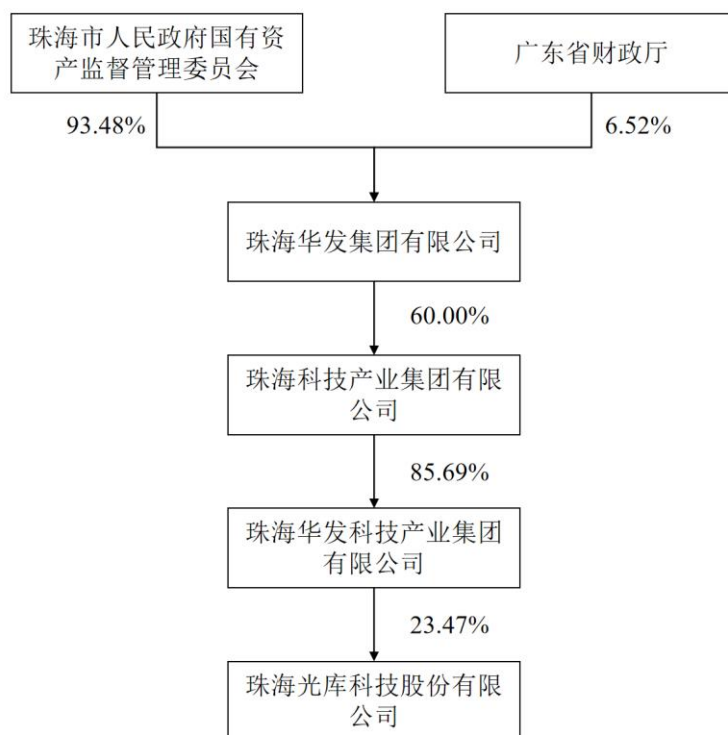 珠海市人民政府国有资
产监督管理委员会
广东省财政厅
93.48%
6.52%
珠海华发集团有限公司
60.00%
珠海科技产业集团有限
公司
85.69%
珠海华发科技产业集团
有限公司
23.47%
珠海光库科技股份有限
公司